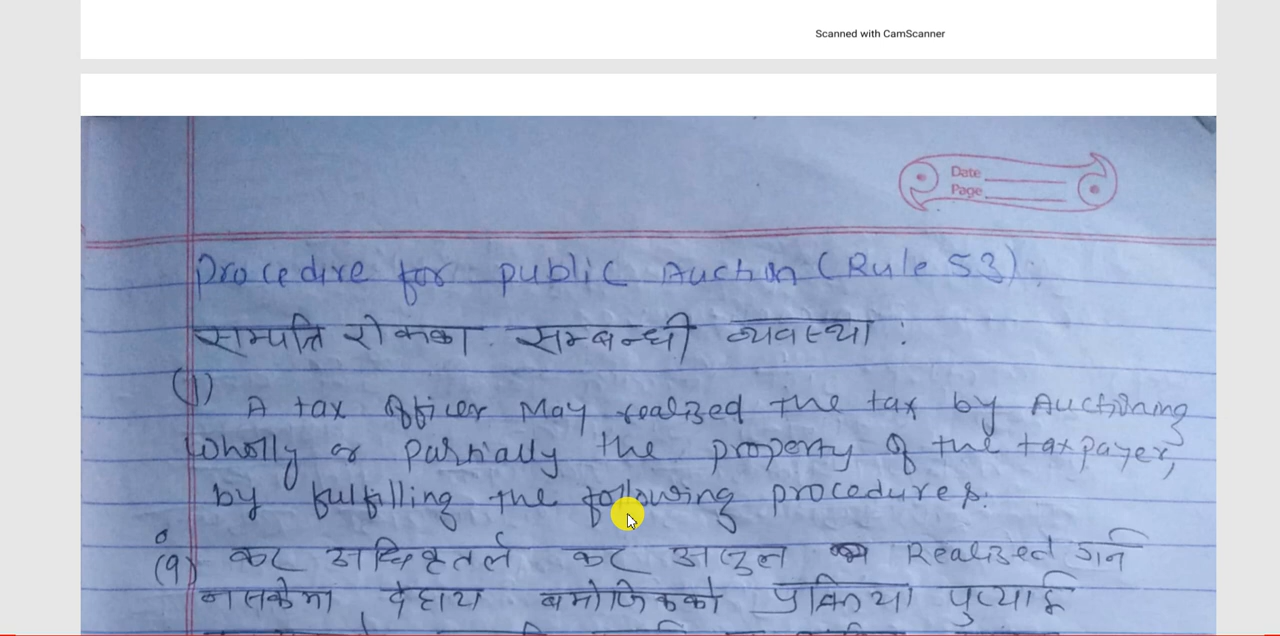 Scanned with CamScanner
Date
Page
Procedure for public Auction (Rule 53):
सम्पत्ति रोक्का सम्बन्धी व्यवस्था :
(1)
A tax officer May realized the tax by Auctioning
wholly or partially the property of the taxpayer,
by fulfilling the following procedures.
(१) कर अधिकृतले कर असुल Realized गर्न
नसकेमा देहाय बमोजिमको प्रक्रिया पुर्‍याई